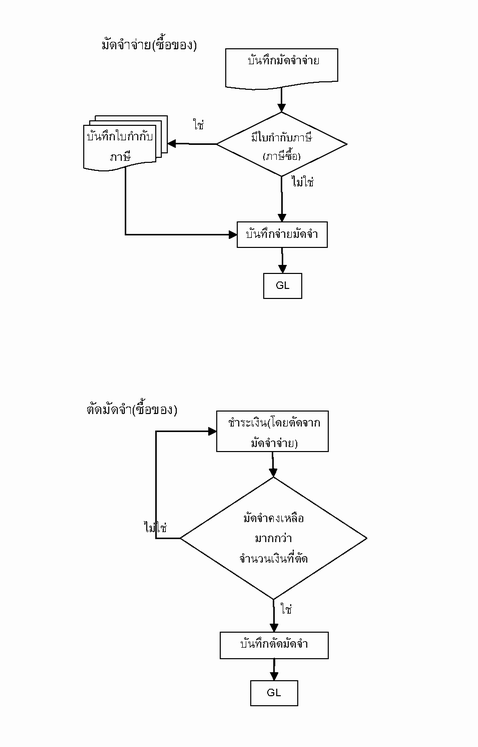 มัดจำจ่าย(ซื้อของ)
บันทึกมัดจำจ่าย
ใช่
มีใบกำกับภาษี
(ภาษีซื้อ)
บันทึกใบกำกับ
ภาษี
ไม่ใช่
บันทึกจ่ายมัดจำ
GL
ตัดมัดจำ(ซื้อของ)
ชำระเงิน(โดยตัดจาก
มัดจำจ่าย)
มัดจำคงเหลือ
มากกว่า
จำนวนเงินที่ตัด
ไม่ใช่
ใช่
บันทึกตัดมัดจำ
GL